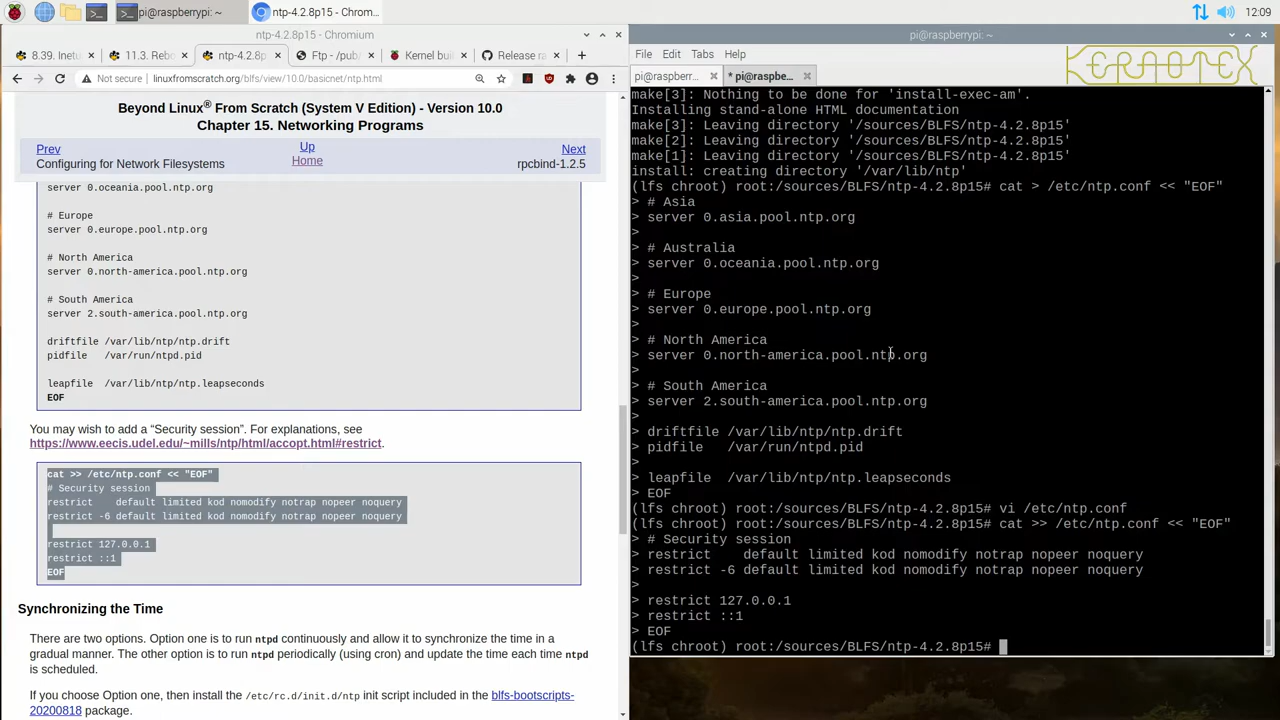 pi@raspberrypi: ~
ntp-4.2.8p15 - Chrom...
12:09
ntp-4.2.8p15 - Chromium
8.39. Inetu
11.3. Rebo
ntp-4.2.8p
Ftp - /pub/
Kernel buil
Release ra
Not secure
linuxfromscratch.org/blfs/view/10.0/basicnet/ntp.html
Beyond Linux® From Scratch (System V Edition) - Version 10.0
Chapter 15. Networking Programs
Prev
Up
Next
Configuring for Network Filesystems
Home
rpcbind-1.2.5
server 0.oceania.pool.ntp.org
# Europe
server 0.europe.pool.ntp.org
# North America
server 0.north-america.pool.ntp.org
# South America
server 2.south-america.pool.ntp.org
driftfile /var/lib/ntp/ntp.drift
pidfile   /var/run/ntpd.pid
leapfile  /var/lib/ntp/ntp.leapseconds
EOF
You may wish to add a “Security session”. For explanations, see
https://www.eecis.udel.edu/~mills/ntp/html/accopt.html#restrict.
cat >> /etc/ntp.conf << "EOF"
# Security session
restrict    default limited kod nomodify notrap nopeer noquery
restrict -6 default limited kod nomodify notrap nopeer noquery
restrict 127.0.0.1
restrict ::1
EOF
Synchronizing the Time
There are two options. Option one is to run ntpd continuously and allow it to synchronize the time in a
gradual manner. The other option is to run ntpd periodically (using cron) and update the time each time ntpd
is scheduled.
If you choose Option one, then install the /etc/rc.d/init.d/ntp init script included in the blfs-bootscripts-
20200818 package.
pi@raspberrypi: ~
File Edit Tabs Help
KERAOTEX
pi@raspberr...
* pi@raspbe...
make[3]: Nothing to be done for 'install-exec-am'.
Installing stand-alone HTML documentation
make[3]: Leaving directory '/sources/BLFS/ntp-4.2.8p15'
make[2]: Leaving directory '/sources/BLFS/ntp-4.2.8p15'
make[1]: Leaving directory '/sources/BLFS/ntp-4.2.8p15'
install: creating directory '/var/lib/ntp'
(lfs chroot) root:/sources/BLFS/ntp-4.2.8p15# cat > /etc/ntp.conf << "EOF"
> # Asia
> server 0.asia.pool.ntp.org
>
> # Australia
> server 0.oceania.pool.ntp.org
>
> # Europe
> server 0.europe.pool.ntp.org
>
> # North America
> server 0.north-america.pool.ntp.org
>
> # South America
> server 2.south-america.pool.ntp.org
>
> driftfile /var/lib/ntp/ntp.drift
> pidfile   /var/run/ntpd.pid
>
> leapfile  /var/lib/ntp/ntp.leapseconds
> EOF
(lfs chroot) root:/sources/BLFS/ntp-4.2.8p15# vi /etc/ntp.conf
(lfs chroot) root:/sources/BLFS/ntp-4.2.8p15# cat >> /etc/ntp.conf << "EOF"
> # Security session
> restrict    default limited kod nomodify notrap nopeer noquery
> restrict -6 default limited kod nomodify notrap nopeer noquery
>
> restrict 127.0.0.1
> restrict ::1
> EOF
(lfs chroot) root:/sources/BLFS/ntp-4.2.8p15#